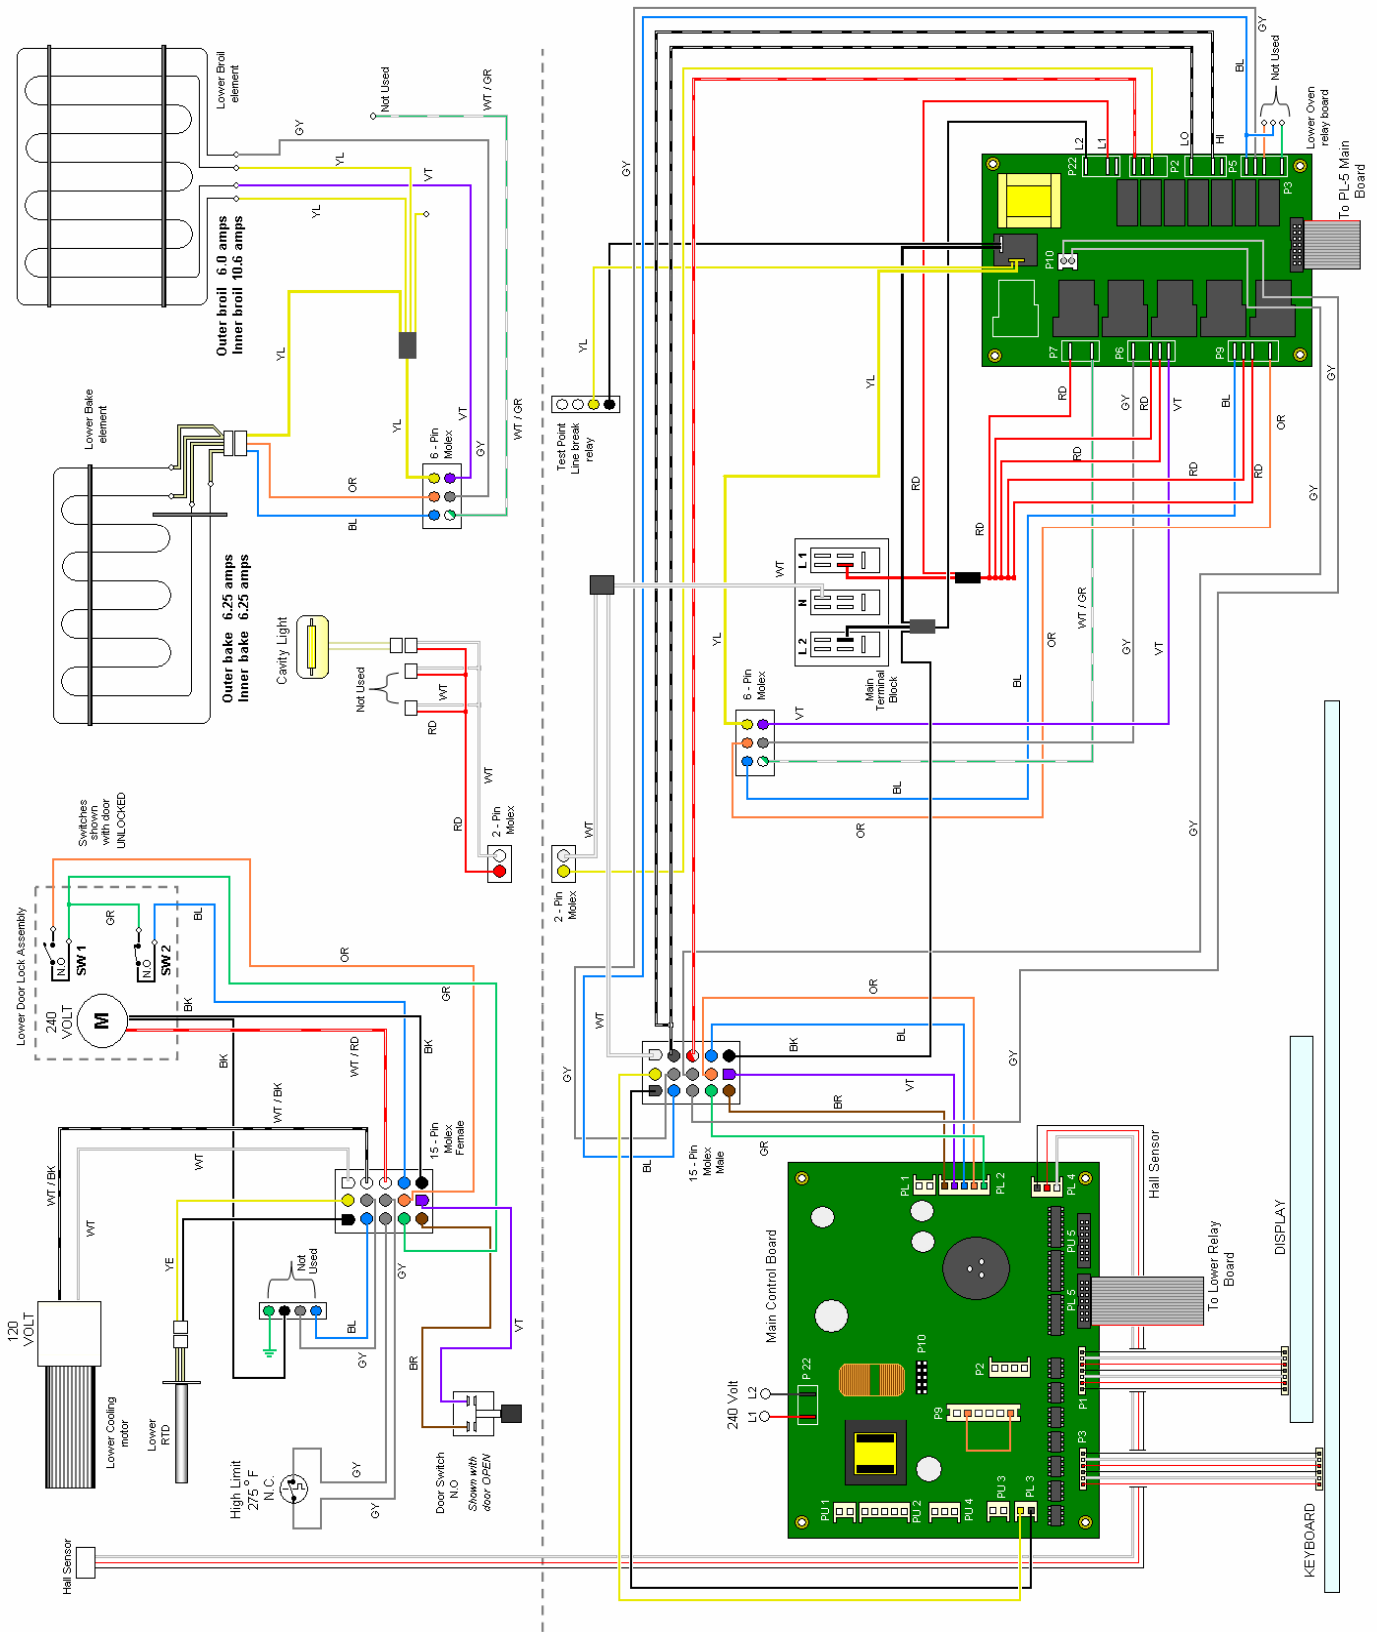 Lower Broil
element
Not Used
WT / GR
GY
YL
VT
YL
Outer broil 6.0 amps
Inner broil 10.6 amps
YL
YL
VT
GY
WT / GR
6 - Pin
Molex
Lower Bake
element
OR
BL
Outer bake 6.25 amps
Inner bake 6.25 amps
Cavity Light
Not Used
WT
RD
WT
RD
2 - Pin
Molex
Switches
shown
with door
UNLOCKED
Lower Door Lock Assembly
GR
BL
N.O
SW 1
N.O
SW 2
240
VOLT
M
BK
OR
GR
BK
WT / RD
BK
WT / BK
15 - Pin
Molex
Female
WT
WT / BK
WT
YE
120
VOLT
Lower Cooling
motor
Lower
RTD
Not
Used
BL
GY
GY
BR
VT
High Limit
275° F
N.C.
GY
GY
Door Switch
N.O
Shown with
door OPEN
Hall Sensor
GY
BL
GY
Not Used
L2
L1
LO
HI
P22
P2
P5
P3
Lower Oven
relay board
To PL-5 Main
Board
P10
P7
P6
P9
GY
YL
YL
Test Point
Line break
relay
RD
GY
RD
VT
BL
OR
RD
RD
RD
RD
RD
GY
GY
L 1
N
L 2
WT
Main
Terminal
Block
YL
6 - Pin
Molex
VT
BL
OR
WT / GR
GY
VT
OR
BL
GY
WT
2 - Pin
Molex
WT
GY
OR
BL
BK
VT
BR
GR
GY
BL
15 - Pin
Molex
Male
Main Control Board
PL 1
PL 2
PL 4
Hall Sensor
PU 5
PL 5
To Lower Relay
Board
DISPLAY
240 Volt
L1
L2
P 22
P10
P2
P9
P1
P3
PU 1
PU 2
PU 4
PU 3
PL 3
KEYBOARD